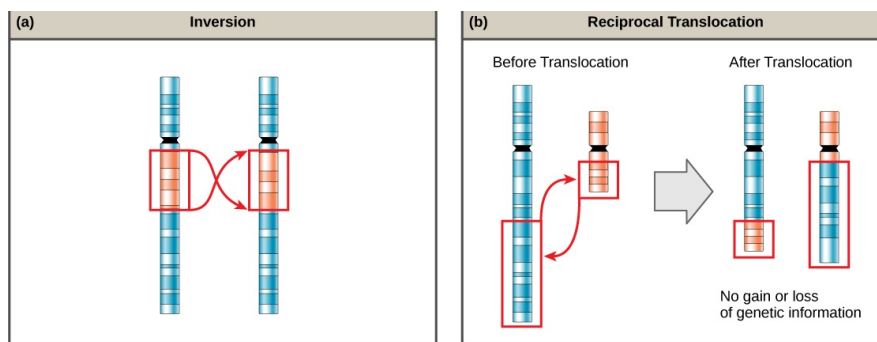 (a) Inversion
(b) Reciprocal Translocation
Before Translocation
After Translocation
No gain or loss
of genetic information